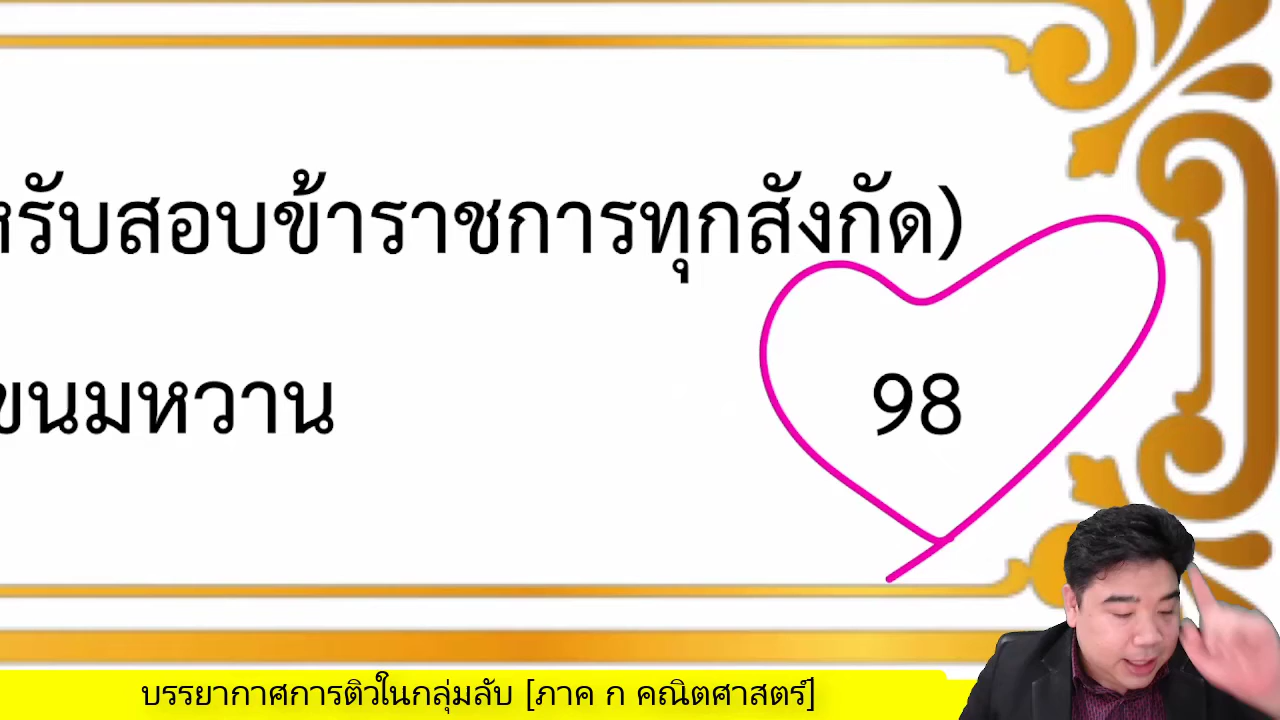 หรับสอบข้าราชการทุกสังกัด)
ขนมหวาน 98
บรรยากาศการติวในกลุ่มลับ [ภาค ก คณิตศาสตร์]